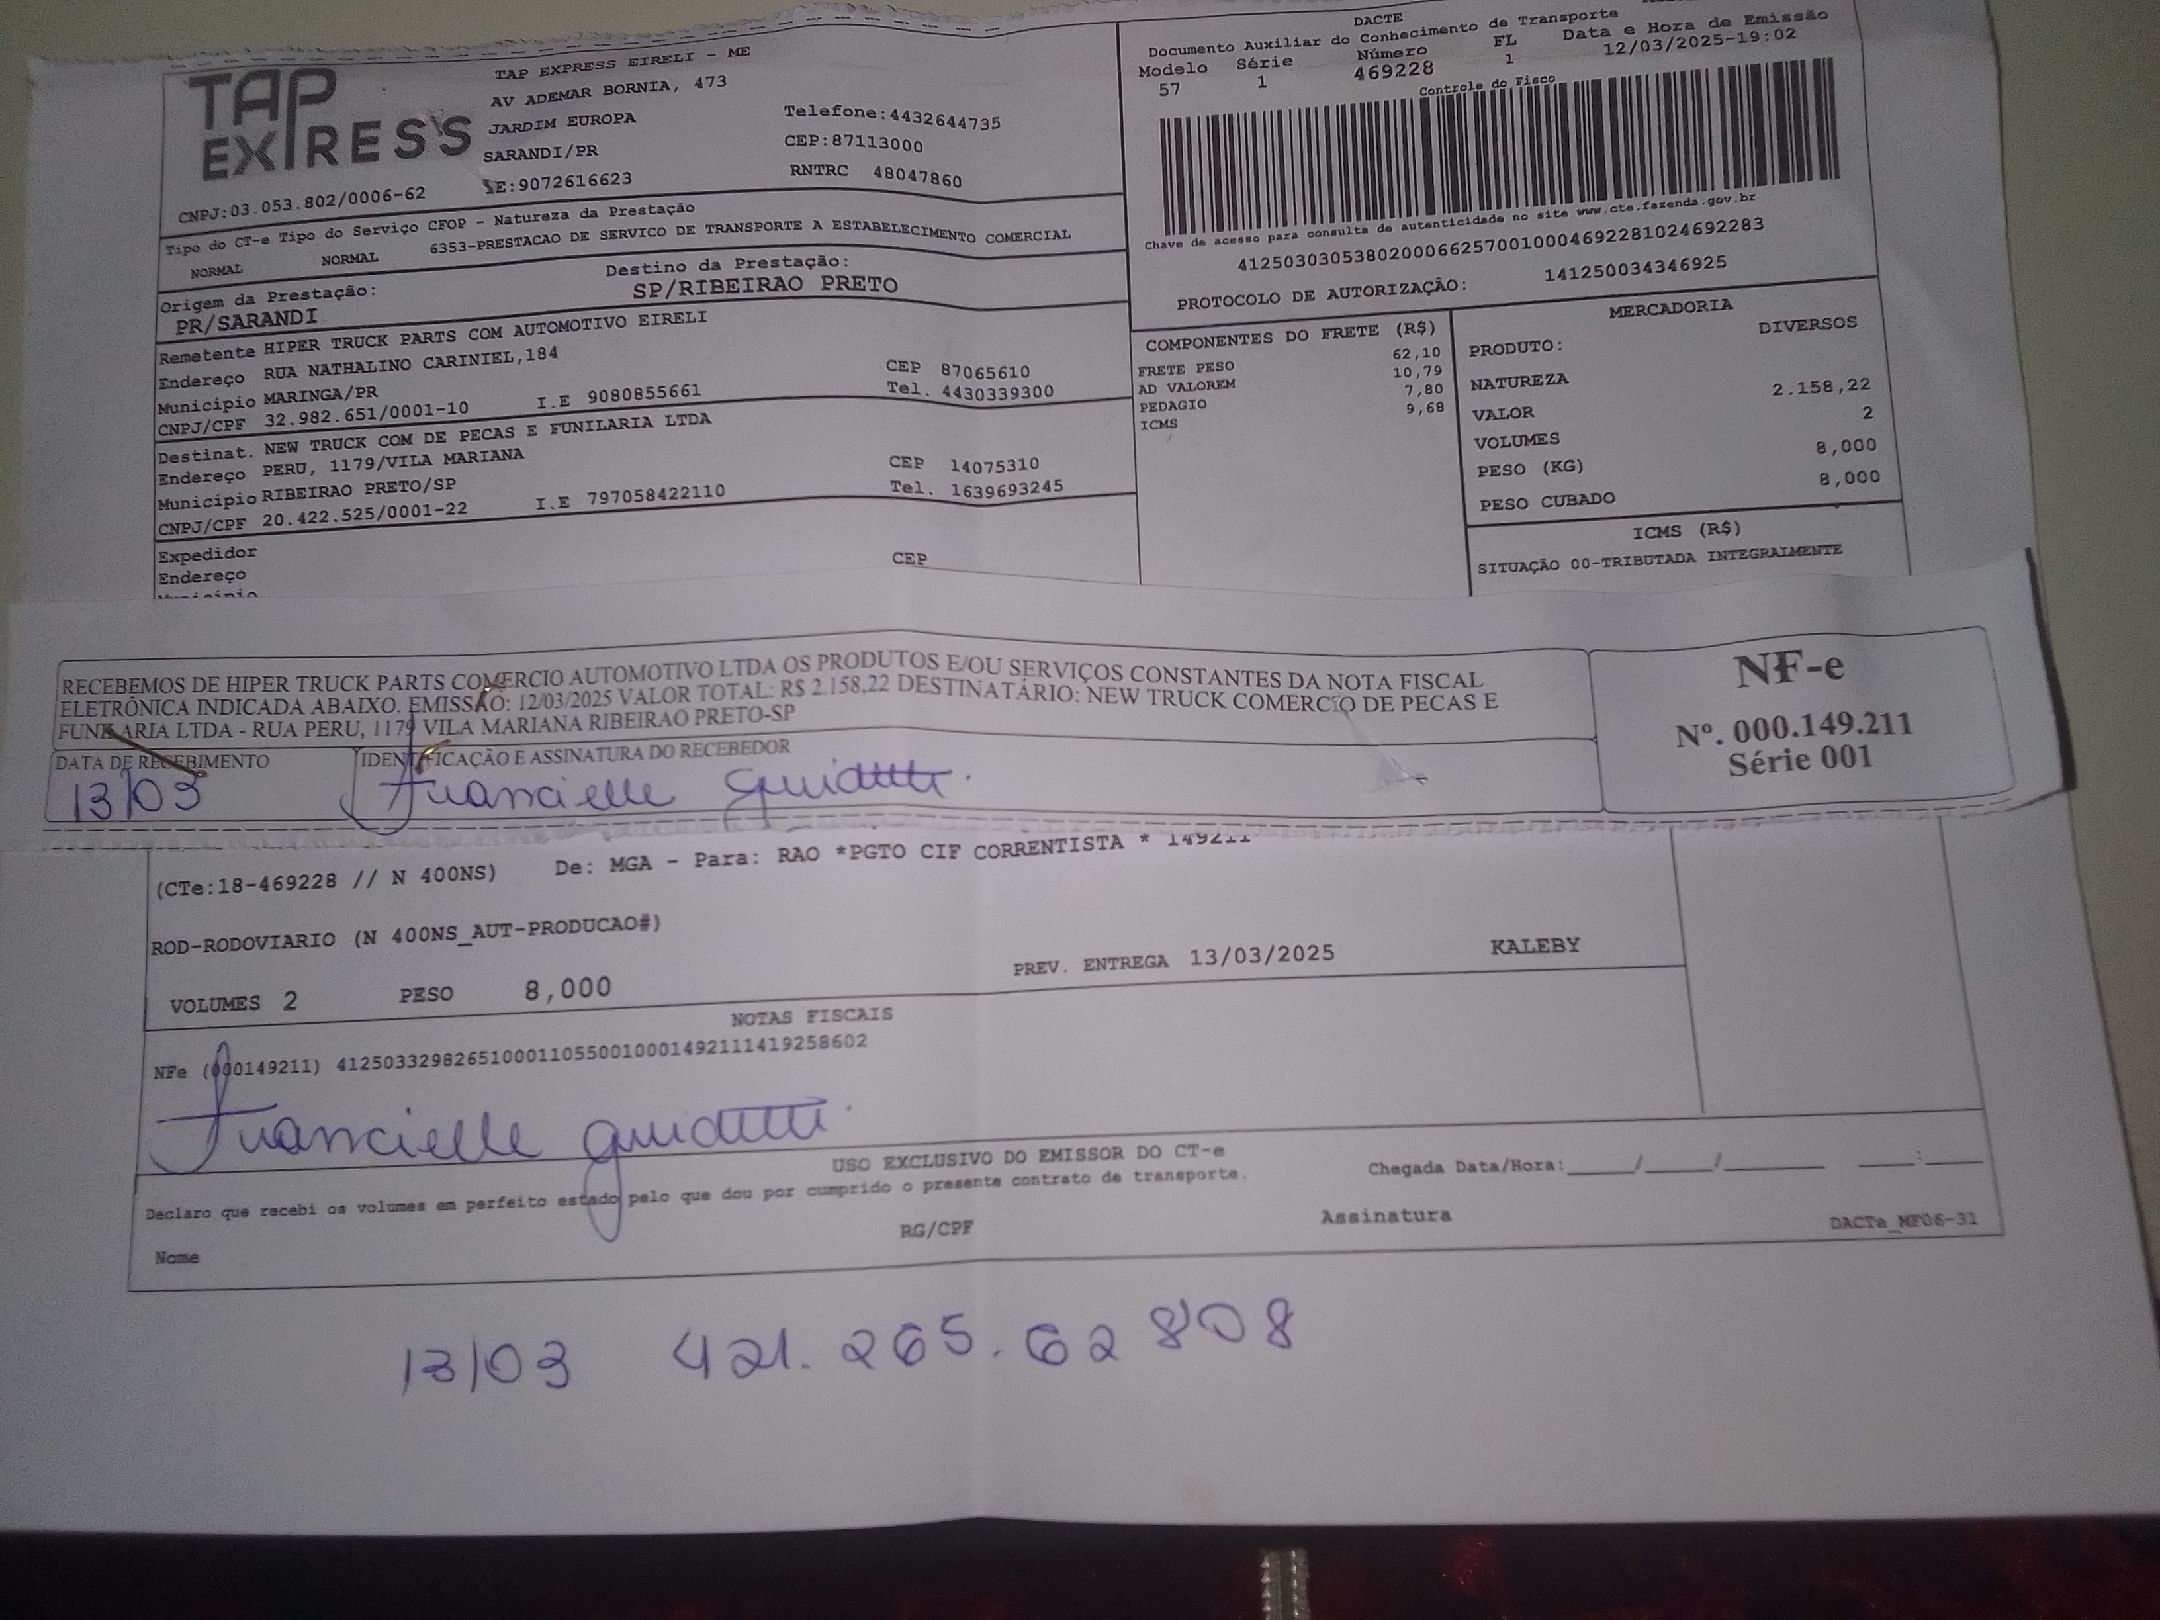 TAP EXPRESS
TAP EXPRESS EIRELI - ME
AV ADEMAR BORNIA, 473
JARDIM EUROPA Telefone:4432644735
SARANDI/PR CEP:87113000
CNPJ:03.053.802/0006-62 IE:9072616623 RNTRC 48047860
Tipo do CT-e Tipo do Serviço CFOP - Natureza da Prestação
NORMAL NORMAL 6353-PRESTACAO DE SERVICO DE TRANSPORTE A ESTABELECIMENTO COMERCIAL
Origem da Prestação: Destino da Prestação:
PR/SARANDI SP/RIBEIRAO PRETO
Remetente HIPER TRUCK PARTS COM AUTOMOTIVO EIRELI
Endereço RUA NATHALINO CARINIEL,184 CEP 87065610
Município MARINGA/PR Tel. 4430339300
CNPJ/CPF 32.982.651/0001-10 I.E 9080855661
Destinat. NEW TRUCK COM DE PECAS E FUNILARIA LTDA
Endereço PERU, 1179/VILA MARIANA CEP 14075310
Município RIBEIRAO PRETO/SP Tel. 1639693245
CNPJ/CPF 20.422.525/0001-22 I.E 797058422110
Expedidor
Endereço CEP
DACTE
Documento Auxiliar do Conhecimento de Transporte
Modelo Série Número FL Data e Hora de Emissão
57 1 469228 1 12/03/2025-19:02
Controle do Fisco
Chave de acesso para consulta de autenticidade no site www.cte.fazenda.gov.br
41250303053802000662570010004692281024692283
PROTOCOLO DE AUTORIZAÇÃO: 141250034346925
COMPONENTES DO FRETE (R$)
FRETE PESO 62,10
AD VALOREM 10,79
PEDAGIO 7,80
ICMS 9,68
MERCADORIA
PRODUTO: DIVERSOS
NATUREZA
VALOR 2.158,22
VOLUMES 2
PESO (KG) 8,000
PESO CUBADO 8,000
ICMS (R$)
SITUAÇÃO 00-TRIBUTADA INTEGRALMENTE
RECEBEMOS DE HIPER TRUCK PARTS COMERCIO AUTOMOTIVO LTDA OS PRODUTOS E/OU SERVIÇOS CONSTANTES DA NOTA FISCAL
ELETRÔNICA INDICADA ABAIXO. EMISSÃO: 12/03/2025 VALOR TOTAL: R$ 2.158,22 DESTINATÁRIO: NEW TRUCK COMERCIO DE PECAS E
FUNILARIA LTDA - RUA PERU, 1179 VILA MARIANA RIBEIRAO PRETO-SP
DATA DE RECEBIMENTO IDENTIFICAÇÃO E ASSINATURA DO RECEBEDOR
13/03 Francielle Guidetti.
NF-e
Nº. 000.149.211
Série 001
(CTe:18-469228 // N 400NS) De: MGA - Para: RAO *PGTO CIF CORRENTISTA * 149211
ROD-RODOVIARIO (N 400NS_AUT-PRODUCAO#)
PREV. ENTREGA 13/03/2025 KALEBY
VOLUMES 2 PESO 8,000
NOTAS FISCAIS
NFe (000149211) 41250332982651000110550010001492111419258602
Francielle Guidetti.
USO EXCLUSIVO DO EMISSOR DO CT-e
Declaro que recebi os volumes em perfeito estado pelo que dou por cumprido o presente contrato de transporte.
Chegada Data/Hora:_____/_____/_______ ____:____
Nome RG/CPF Assinatura DACTe_MF06-31
13/03 421.265.62808